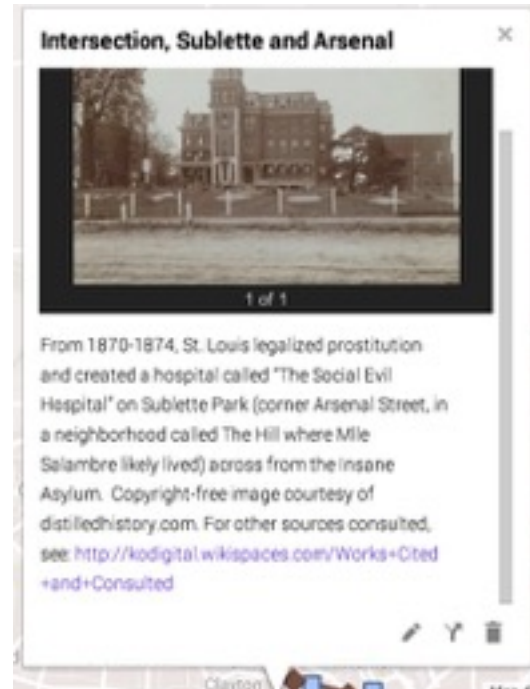 Intersection, Sublette and Arsenal
1 of 1
From 1870-1874, St. Louis legalized prostitution
and created a hospital called "The Social Evil
Hospital" on Sublette Park (corner Arsenal Street, in
a neighborhood called The Hill where Mlle
Salambre likely lived) across from the Insane
Asylum. Copyright-free image courtesy of
distilledhistory.com. For other sources consulted,
see: http://kodigital.wikispaces.com/Works+Cited
+and+Consulted
Clayton